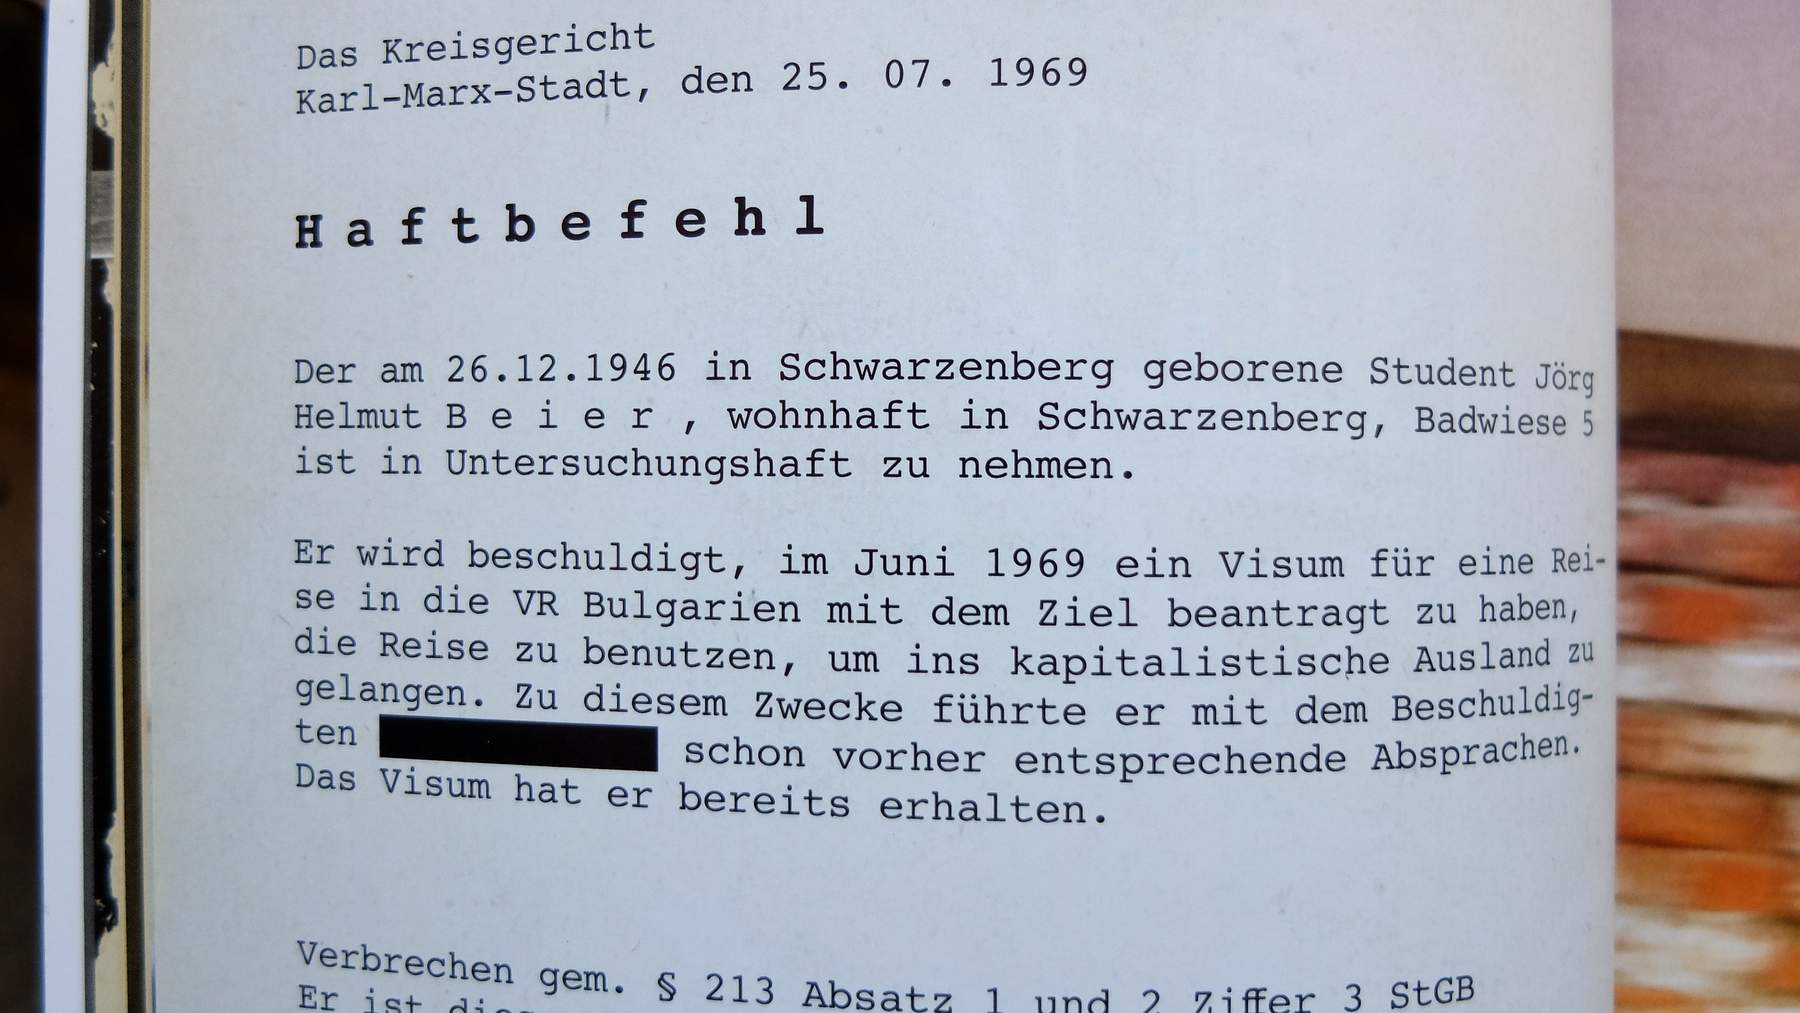 Das Kreisgericht
Karl-Marx-Stadt, den 25. 07. 1969
H a f t b e f e h l
Der am 26.12.1946 in Schwarzenberg geborene Student Jörg
Helmut B e i e r , wohnhaft in Schwarzenberg, Badwiese 5
ist in Untersuchungshaft zu nehmen.
Er wird beschuldigt, im Juni 1969 ein Visum für eine Rei-
se in die VR Bulgarien mit dem Ziel beantragt zu haben,
die Reise zu benutzen, um ins kapitalistische Ausland zu
gelangen. Zu diesem Zwecke führte er mit dem Beschuldig-
ten schon vorher entsprechende Absprachen.
Das Visum hat er bereits erhalten.
Verbrechen gem. § 213 Absatz 1 und 2 Ziffer 3 StGB
Er ist